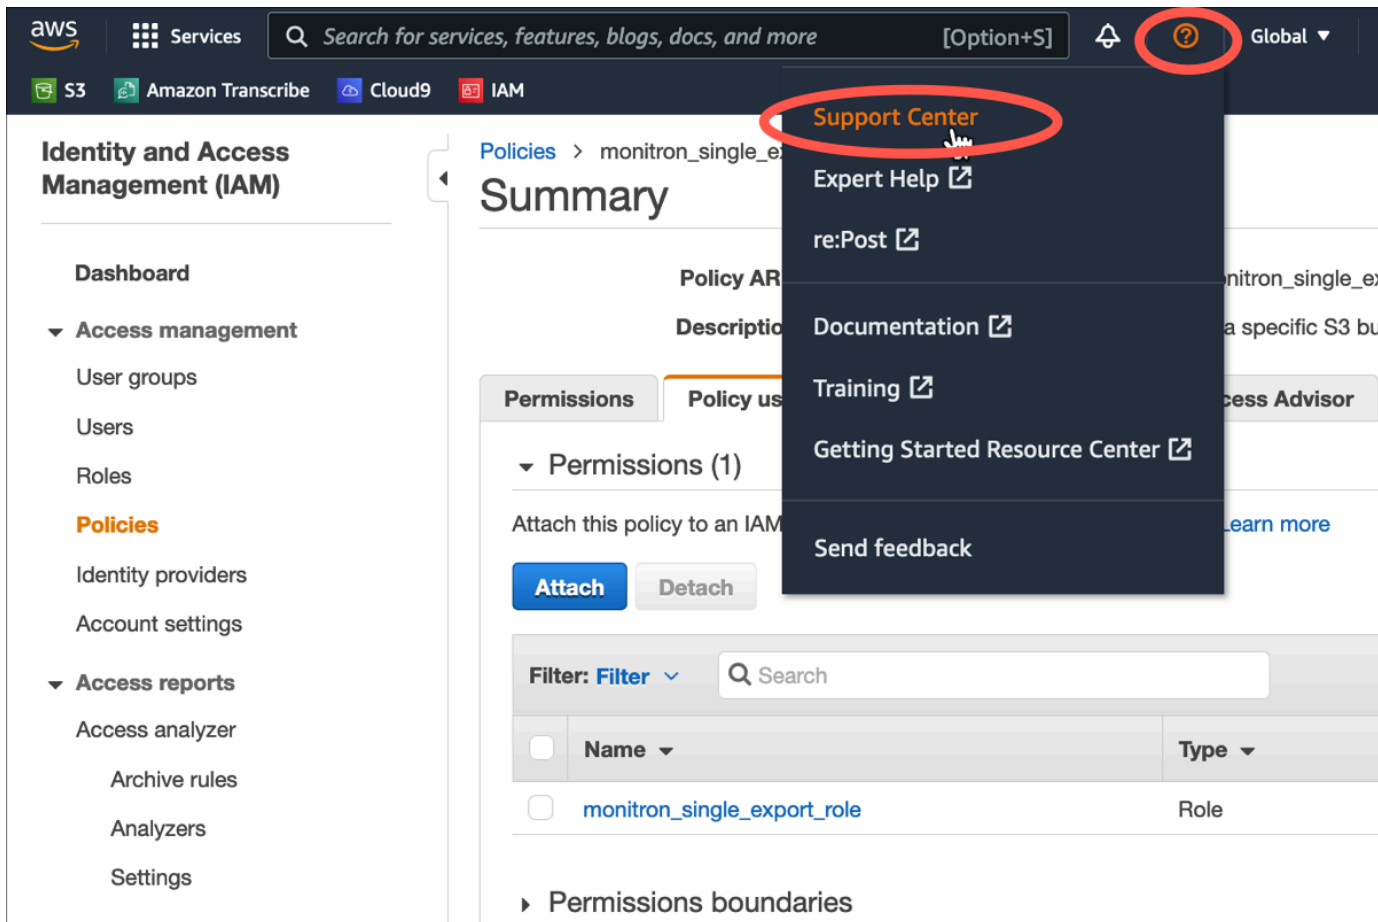 aws Services Search for services, features, blogs, docs, and more [Option+S] Global
S3 Amazon Transcribe Cloud9 IAM
Identity and Access
Management (IAM)
Dashboard
Access management
User groups
Users
Roles
Policies
Identity providers
Account settings
Access reports
Access analyzer
Archive rules
Analyzers
Settings
Policies > monitron_single_e
Summary
Policy AR nitron_single_e
Descriptio a specific S3 bu
Permissions Policy us cess Advisor
Permissions (1)
Attach this policy to an IAM Learn more
Attach Detach
Filter: Filter Search
Name Type
monitron_single_export_role Role
Permissions boundaries
Support Center
Expert Help
re:Post
Documentation
Training
Getting Started Resource Center
Send feedback